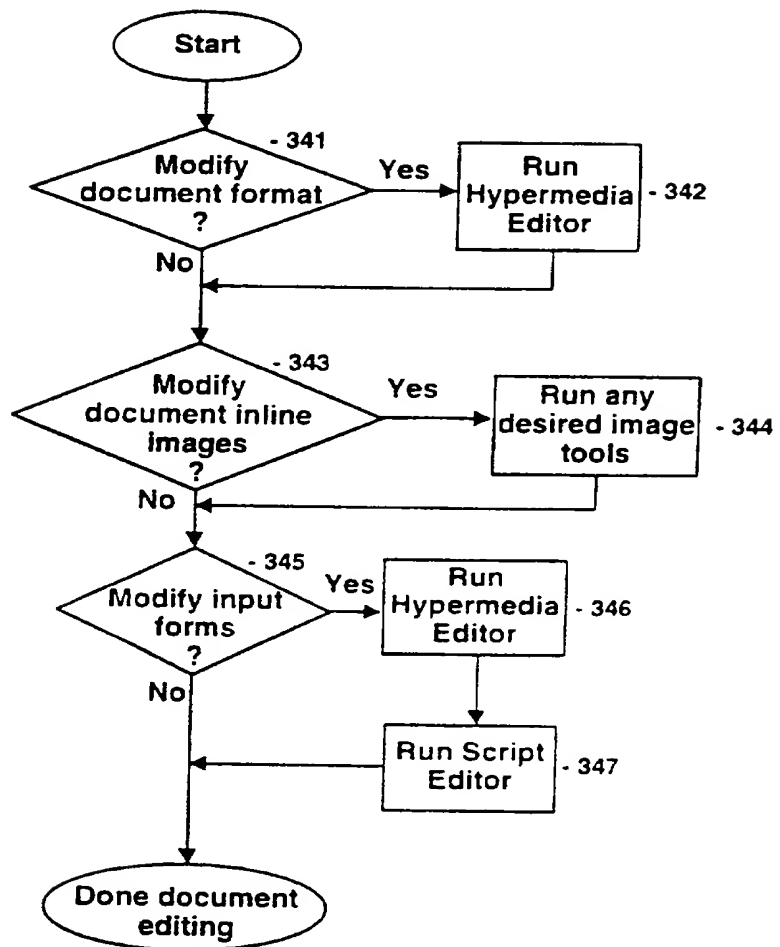 Start
- 341
Modify
document format
?
Yes
Run
Hypermedia
Editor
- 342
No
- 343
Modify
document inline
images
?
Yes
Run any
desired image
tools
- 344
No
- 345
Modify input
forms
?
Yes
Run
Hypermedia
Editor
- 346
No
Run Script
Editor
- 347
Done document
editing